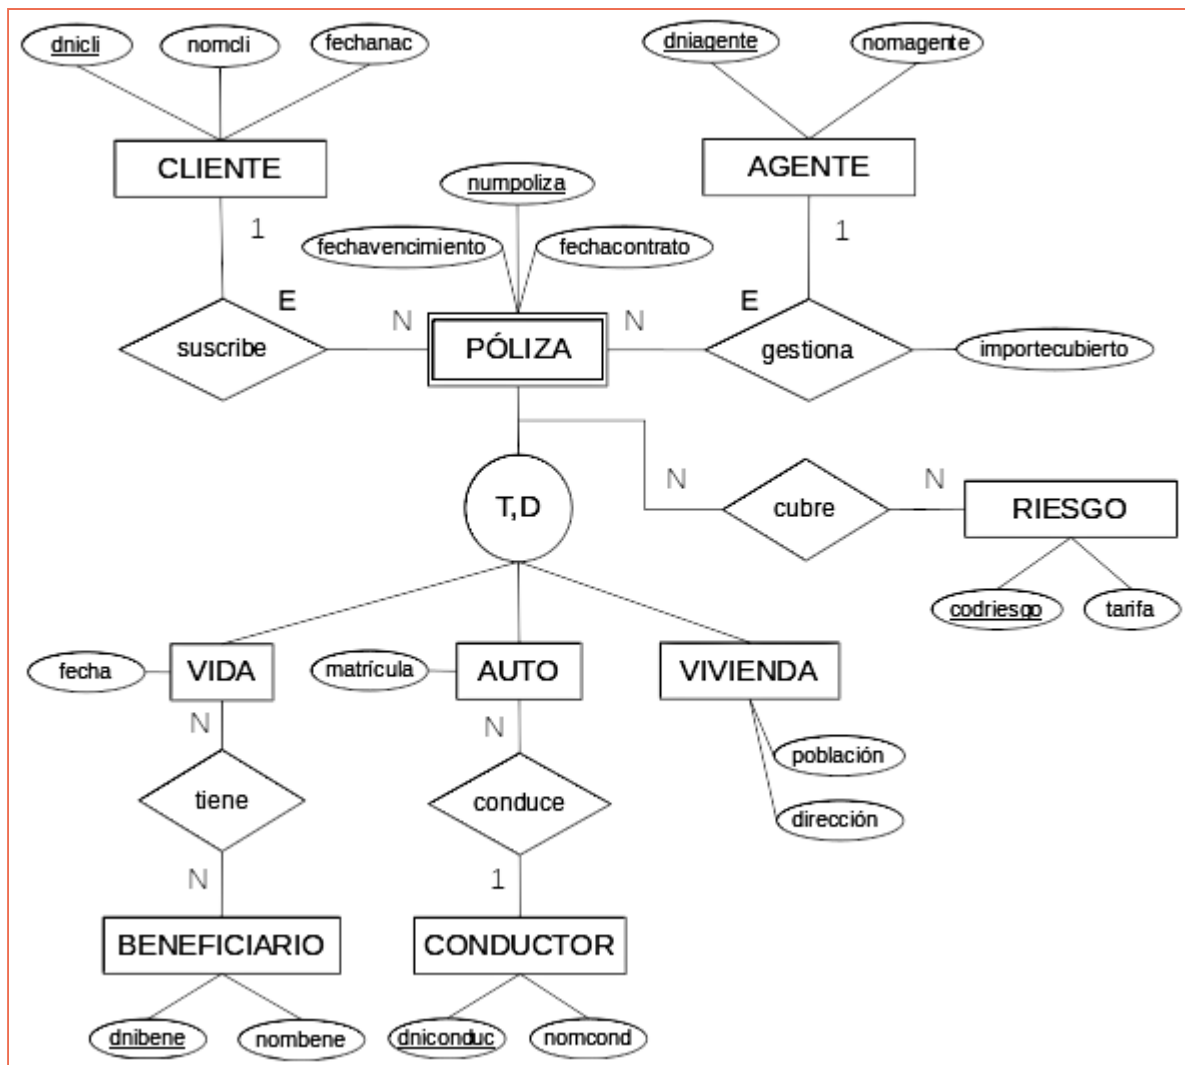 dnicli
nomcli
fechanac
dniagente
nomagente
CLIENTE
AGENTE
numpoliza
1
fechavencimiento
fechacontrato
1
E
E
N
N
suscribe
PÓLIZA
gestiona
importecubierto
N
N
T,D
cubre
RIESGO
codriesgo
tarifa
fecha
VIDA
matrícula
AUTO
VIVIENDA
N
N
población
tiene
conduce
dirección
N
1
BENEFICIARIO
CONDUCTOR
dnibene
nombene
dniconduc
nomcond